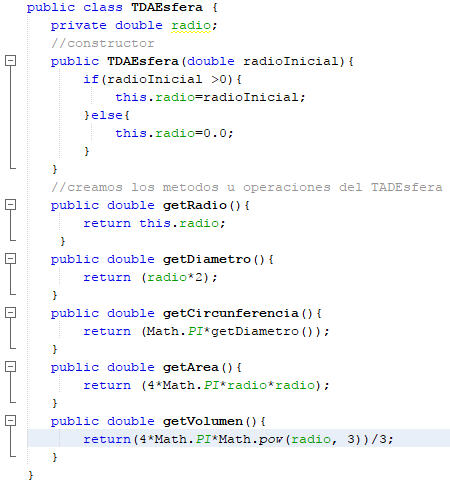 public class TDAEsfera {
private double radio;
//constructor
public TDAEsfera(double radioInicial){
if(radioInicial >0){
this.radio=radioInicial;
}else{
this.radio=0.0;
}
}
//creamos los metodos u operaciones del TADEsfera
public double getRadio(){
return this.radio;
}
public double getDiametro(){
return (radio*2);
}
public double getCircunferencia(){
return (Math.PI*getDiametro());
}
public double getArea(){
return (4*Math.PI*radio*radio);
}
public double getVolumen(){
return(4*Math.PI*Math.pow(radio, 3))/3;
}
}